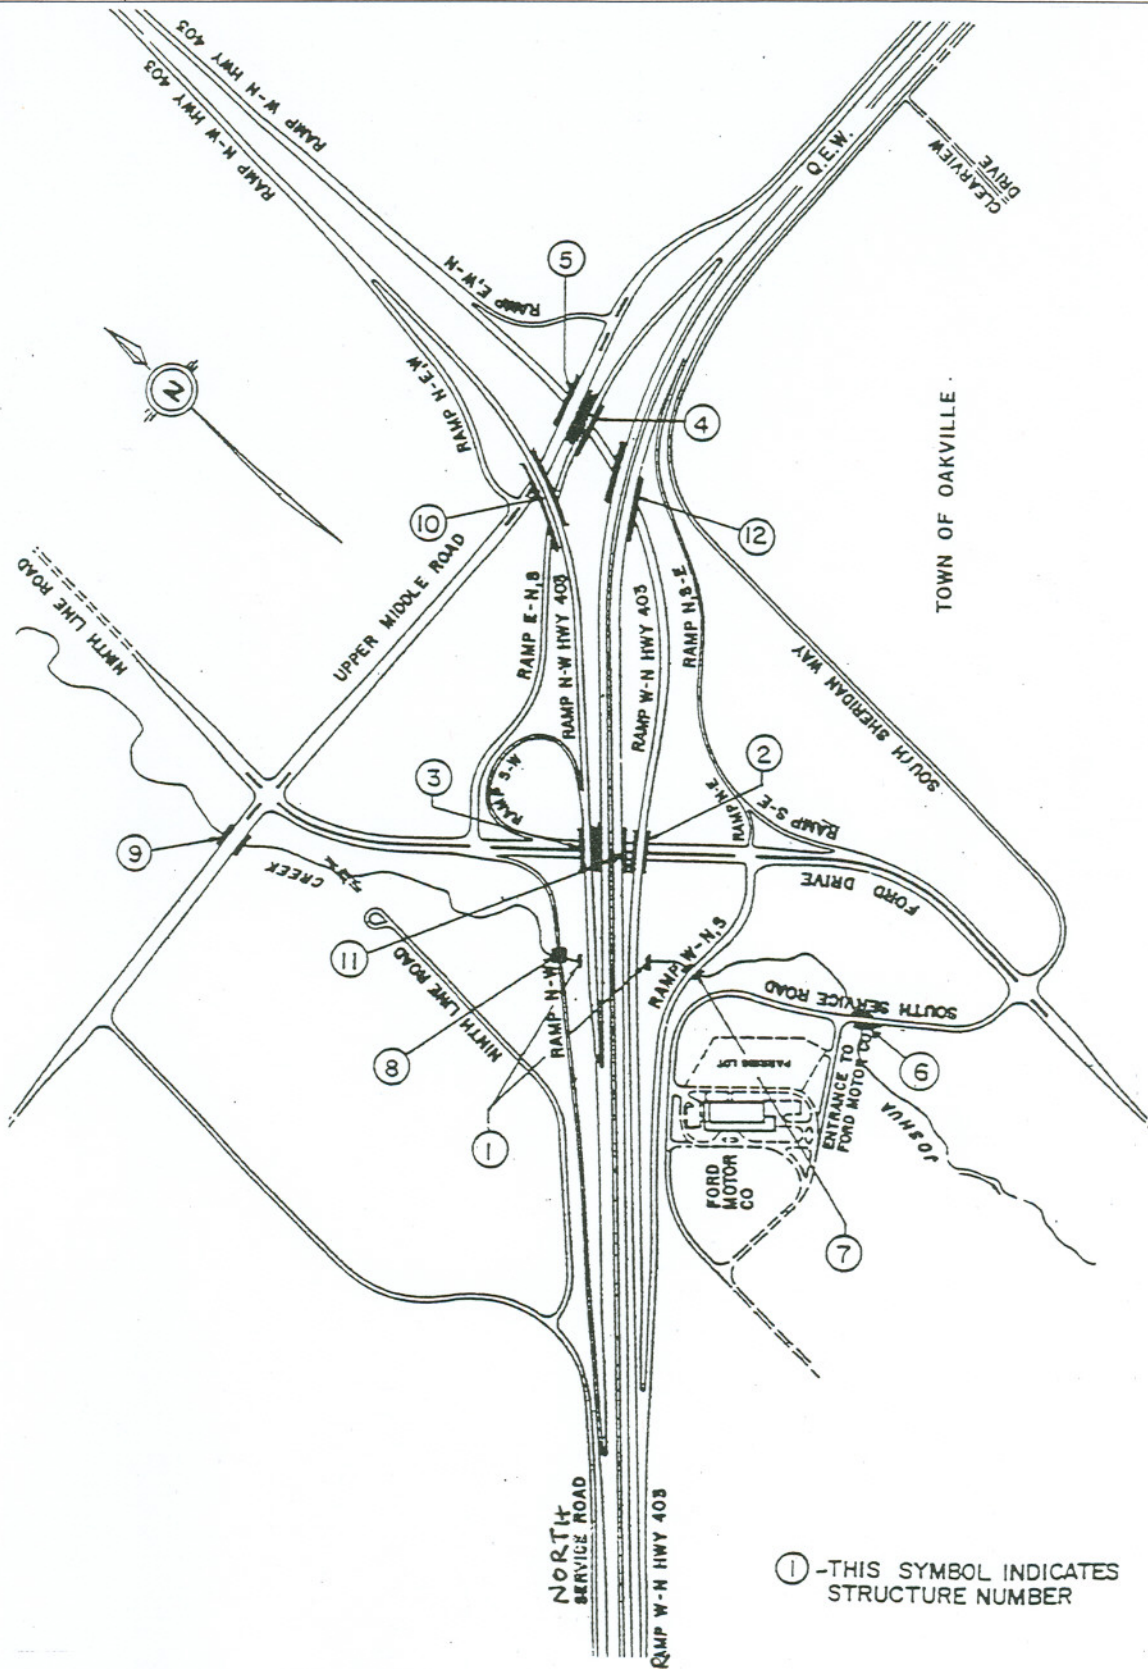 RAMP W-N HWY 403
RAMP N-W HWY 403
Q.E.W.
CLEARVIEW
DRIVE
RAMP E,W-N
5
N
RAMP N-E,W
4
TOWN OF OAKVILLE.
10
12
NINTH LINE ROAD
UPPER MIDDLE ROAD
RAMP E-N,S
RAMP N-W HWY 403
RAMP W-N HWY 403
RAMP N,S-E
SOUTH SHERIDAN WAY
RAMP S-W
3
2
RAMP N-E
RAMP S-E
9
CREEK
FORD DRIVE
11
NINTH LINE ROAD
RAMP N-W
RAMP W-N,S
SOUTH SERVICE ROAD
8
PARKING LOT
6
ENTRANCE TO
FORD MOTOR CO
JOSHUA
1
FORD
MOTOR
CO
7
NORTH
SERVICE ROAD
RAMP W-N HWY 403
1 -THIS SYMBOL INDICATES
STRUCTURE NUMBER